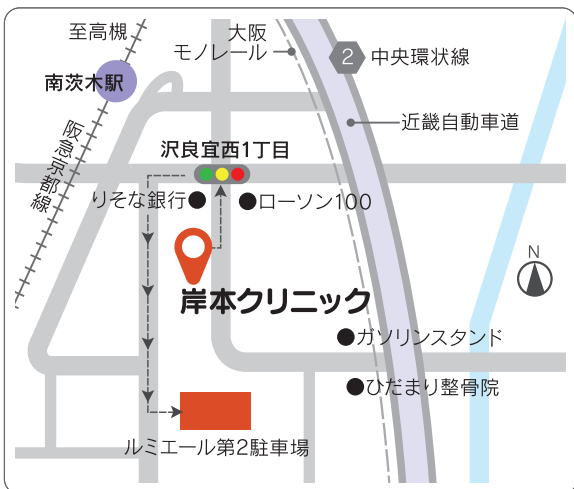 至高槻
大阪
モノレール
2
中央環状線
南茨木駅
近畿自動車道
阪急京都線
沢良宜西1丁目
りそな銀行
ローソン100
N
岸本クリニック
ガソリンスタンド
ひだまり整骨院
ルミエール第2駐車場